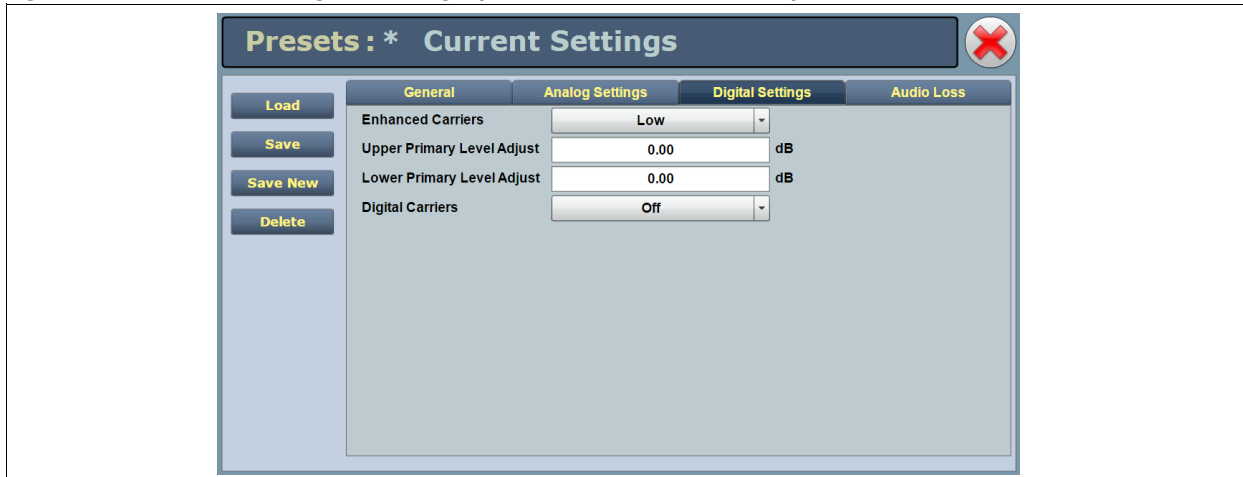 Presets:* Current Settings
Load
Save
Save New
Delete
General Analog Settings Digital Settings Audio Loss
Enhanced Carriers Low
Upper Primary Level Adjust 0.00 dB
Lower Primary Level Adjust 0.00 dB
Digital Carriers Off